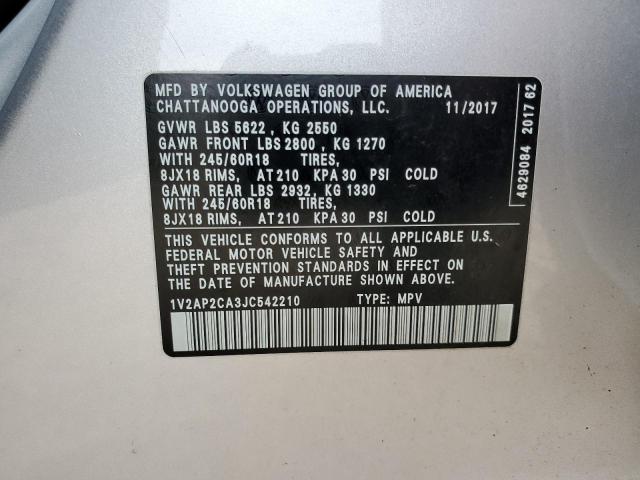 MFD BY VOLKSWAGEN GROUP OF AMERICA
CHATTANOOGA OPERATIONS, LLC. 11/2017
GVWR LBS 5622 , KG 2550
GAWR FRONT LBS 2800 , KG 1270
WITH 245/60R18 TIRES,
8JX18 RIMS, AT 210 KPA 30 PSI COLD
GAWR REAR LBS 2932, KG 1330
WITH 245/60R18 TIRES,
8JX18 RIMS, AT 210 KPA 30 PSI COLD
THIS VEHICLE CONFORMS TO ALL APPLICABLE U.S.
FEDERAL MOTOR VEHICLE SAFETY AND
THEFT PREVENTION STANDARDS IN EFFECT ON THE
DATE OF MANUFACTURE SHOWN ABOVE.
1V2AP2CA3JC542210 TYPE: MPV
4629084 2017 62